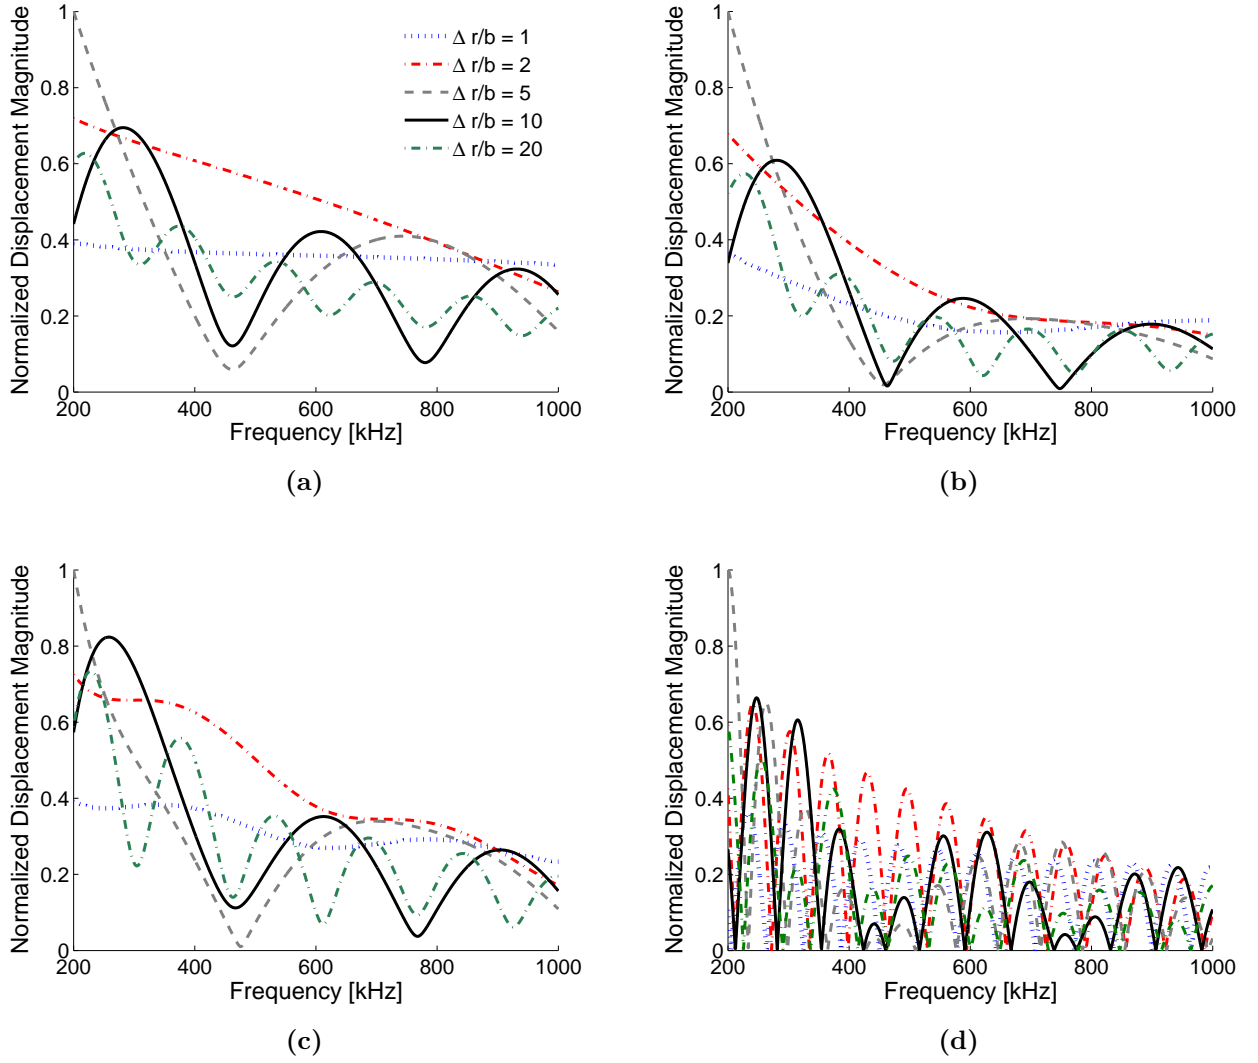 Normalized Displacement Magnitude
1
0.8
0.6
0.4
0.2
0
200
400
600
800
1000
Frequency [kHz]
Δ r/b = 1
Δ r/b = 2
Δ r/b = 5
Δ r/b = 10
Δ r/b = 20
(a)
Normalized Displacement Magnitude
1
0.8
0.6
0.4
0.2
0
200
400
600
800
1000
Frequency [kHz]
(b)
Normalized Displacement Magnitude
1
0.8
0.6
0.4
0.2
0
200
400
600
800
1000
Frequency [kHz]
(c)
Normalized Displacement Magnitude
1
0.8
0.6
0.4
0.2
0
200
400
600
800
1000
Frequency [kHz]
(d)